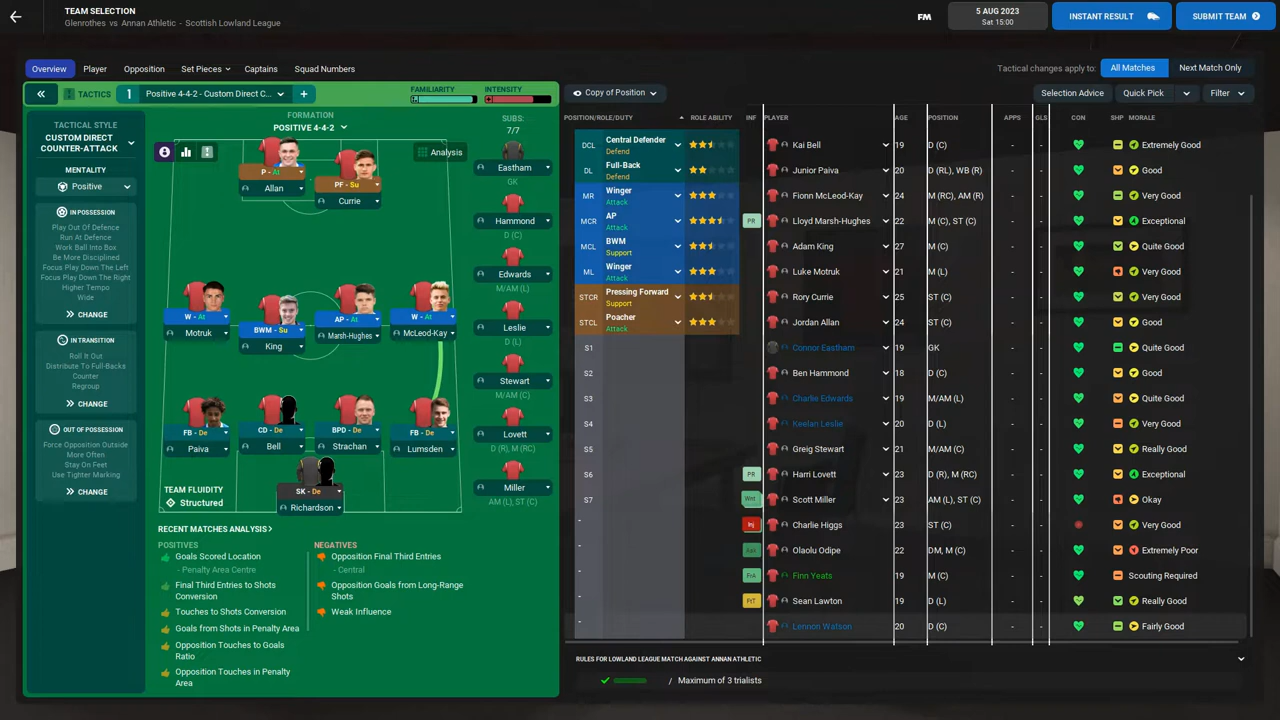 TEAM SELECTION
Glenrothes vs Annan Athletic - Scottish Lowland League
FM
5 AUG 2023
Sat 15:00
INSTANT RESULT
SUBMIT TEAM
Overview
Player
Opposition
Set Pieces
Captains
Squad Numbers
Tactical changes apply to:
All Matches
Next Match Only
TACTICS
1
Positive 4-4-2 - Custom Direct C...
FAMILIARITY
INTENSITY
Copy of Position
Selection Advice
Quick Pick
Filter
TACTICAL STYLE
CUSTOM DIRECT
COUNTER-ATTACK
MENTALITY
Positive
IN POSSESSION
Play Out Of Defence
Run At Defence
Work Ball Into Box
Be More Disciplined
Focus Play Down The Left
Focus Play Down The Right
Higher Tempo
Wide
CHANGE
IN TRANSITION
Roll It Out
Distribute To Full-Backs
Counter
Regroup
CHANGE
OUT OF POSSESSION
Force Opposition Outside
More Often
Stay On Feet
Use Tighter Marking
CHANGE
FORMATION
POSITIVE 4-4-2
Analysis
P - At
Allan
PF - Su
Currie
W - At
Motruk
BWM - Su
King
AP - At
Marsh-Hughes
W - At
McLeod-Kay
FB - De
Paiva
CD - De
Bell
BPD - De
Strachan
FB - De
Lumsden
SK - De
Richardson
TEAM FLUIDITY
Structured
SUBS:
7/7
Eastham
GK
Hammond
D (C)
Edwards
M/AM (L)
Leslie
D (L)
Stewart
M/AM (C)
Lovett
D (R), M (RC)
Miller
AM (L), ST (C)
RECENT MATCHES ANALYSIS
POSITIVES
Goals Scored Location
- Penalty Area Centre
Final Third Entries to Shots
Conversion
Touches to Shots Conversion
Goals from Shots in Penalty Area
Opposition Touches to Goals
Ratio
Opposition Touches in Penalty
Area
NEGATIVES
Opposition Final Third Entries
- Central
Opposition Goals from Long-Range
Shots
Weak Influence
POSITION/ROLE/DUTY ROLE ABILITY INF PLAYER AGE POSITION APPS GLS CON SHP MORALE
DCL Central Defender Defend Kai Bell 19 D (C) - - Extremely Good
DL Full-Back Defend Junior Paiva 20 D (RL), WB (R) - - Good
MR Winger Attack Fionn McLeod-Kay 24 M (RC), AM (R) - - Very Good
MCR AP Attack PR Lloyd Marsh-Hughes 22 M (C), ST (C) - - Exceptional
MCL BWM Support Adam King 27 M (C) - - Quite Good
ML Winger Attack Luke Motruk 21 M (L) - - Very Good
STCR Pressing Forward Support Rory Currie 25 ST (C) - - Very Good
STCL Poacher Attack Jordan Allan 24 ST (C) - - Good
S1 Connor Eastham 19 GK - - Quite Good
S2 Ben Hammond 18 D (C) - - Good
S3 Charlie Edwards 19 M/AM (L) - - Quite Good
S4 Keelan Leslie 20 D (L) - - Very Good
S5 Greig Stewart 21 M/AM (C) - - Really Good
S6 PR Harri Lovett 23 D (R), M (RC) - - Exceptional
S7 Wnt Scott Miller 23 AM (L), ST (C) - - Okay
- Inj Charlie Higgs 23 ST (C) - - Very Good
- Olaolu Odipe 22 DM, M (C) - - Extremely Poor
- FrA Finn Yeats 19 M (C) - - Scouting Required
- FtT Sean Lawton 19 D (L) - - Really Good
- Lennon Watson 20 D (C) - - Fairly Good
RULES FOR LOWLAND LEAGUE MATCH AGAINST ANNAN ATHLETIC
/ Maximum of 3 trialists